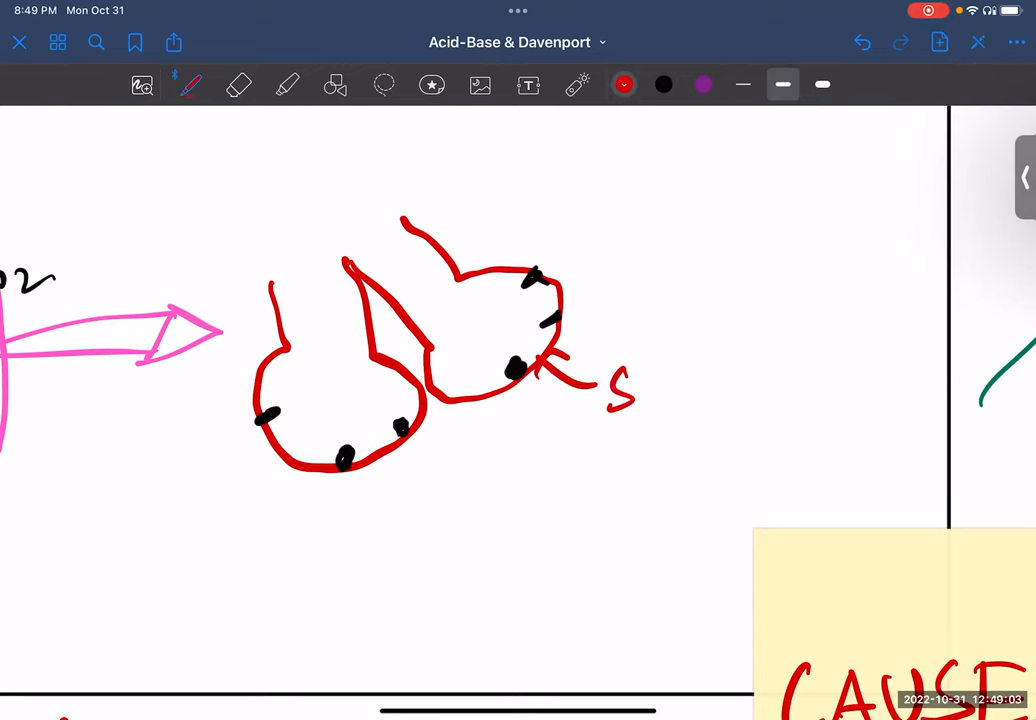 8:49 PM Mon Oct 31
Acid-Base & Davenport
S
CAUSE
2022-10-31 12:49:03